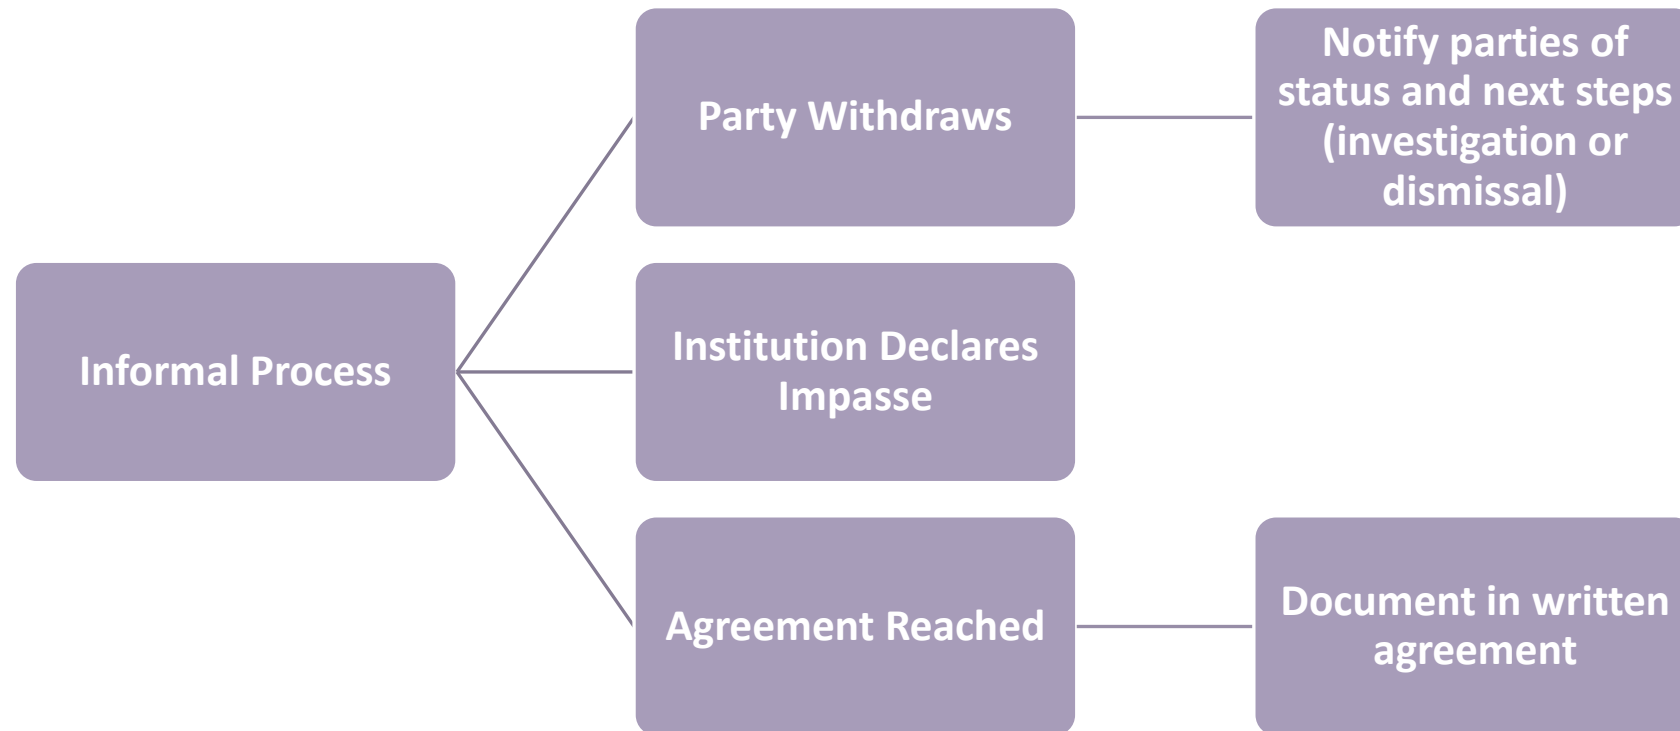 Informal Process
Party Withdraws
Notify parties of
status and next steps
(investigation or
dismissal)
Institution Declares
Impasse
Agreement Reached
Document in written
agreement